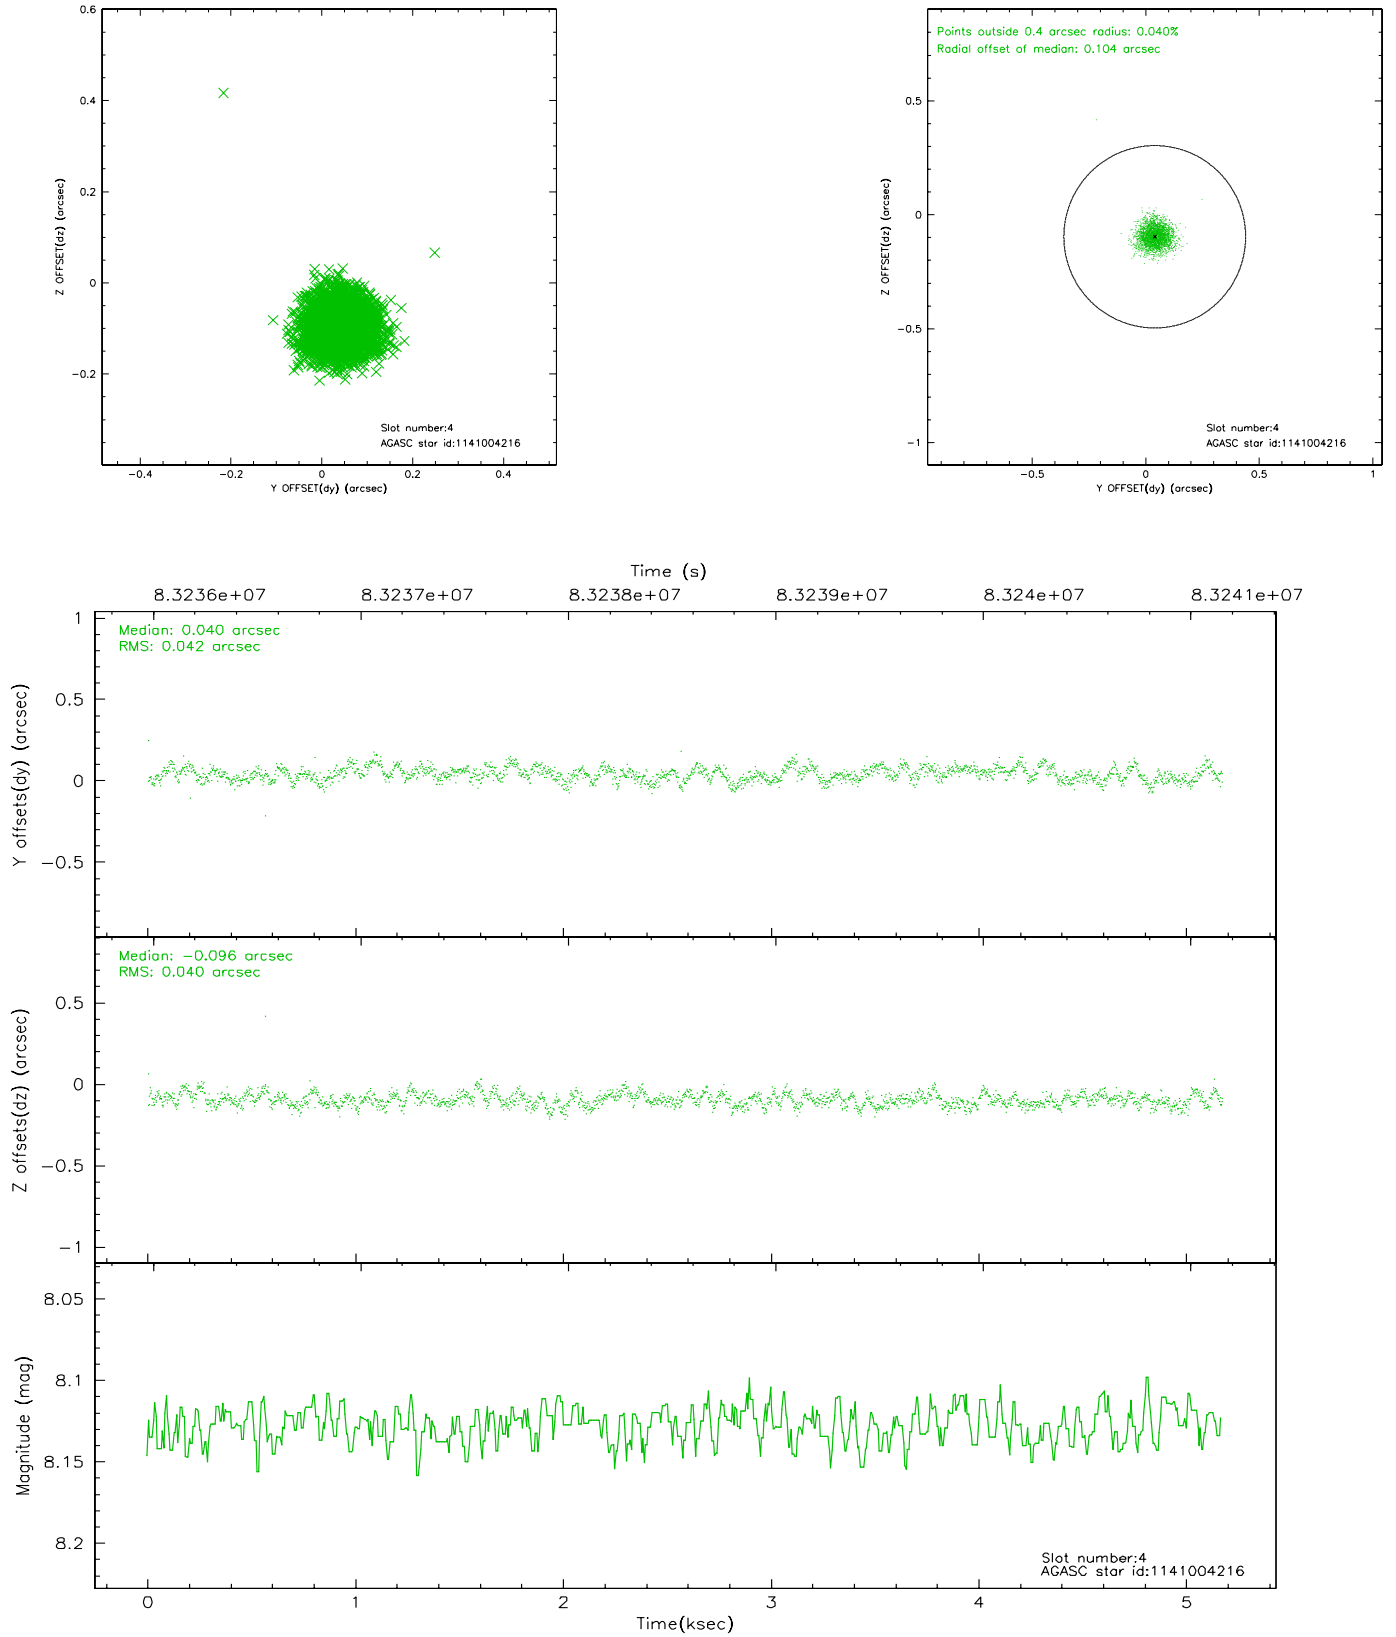 0.6
0.4
0.2
0
−0.2
Z OFFSET(dz) (arcsec)
Slot number:4
AGASC star id:1141004216
−0.4 −0.2 0 0.2 0.4
Y OFFSET(dy) (arcsec)
Points outside 0.4 arcsec radius: 0.040%
Radial offset of median: 0.104 arcsec
0.5
0
−0.5
−1
Z OFFSET(dz) (arcsec)
Slot number:4
AGASC star id:1141004216
−0.5 0 0.5 1
Y OFFSET(dy) (arcsec)
Time (s)
8.3236e+07 8.3237e+07 8.3238e+07 8.3239e+07 8.324e+07 8.3241e+07
Median: 0.040 arcsec
RMS: 0.042 arcsec
1
0.5
0
−0.5
Y offsets(dy) (arcsec)
Median: −0.096 arcsec
RMS: 0.040 arcsec
0.5
0
−0.5
−1
Z offsets(dz) (arcsec)
8.05
8.1
8.15
8.2
Magnitude (mag)
Slot number:4
AGASC star id:1141004216
0 1 2 3 4 5
Time(ksec)